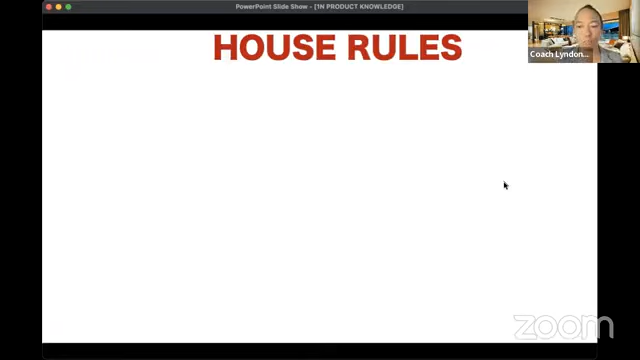 PowerPoint Slide Show - [1N PRODUCT KNOWLEDGE]
HOUSE RULES
Coach Lyndon...
zoom